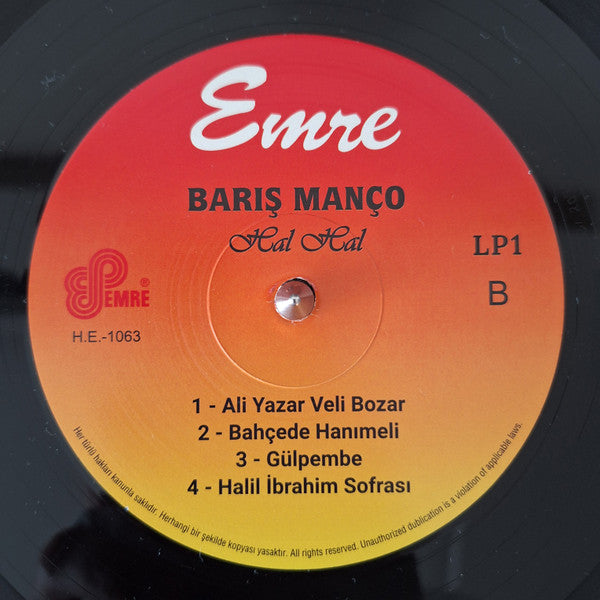 Emre
BARIŞ MANÇO
Hal Hal
LP1
B
EMRE®
H.E.-1063
1 - Ali Yazar Veli Bozar
2 - Bahçede Hanımeli
3 - Gülpembe
4 - Halil İbrahim Sofrası
Her türlü hakları kanunla saklıdır. Herhangi bir şekilde kopyası yasaktır. All rights reserved. Unauthorized dublication is a violation of applicable laws.